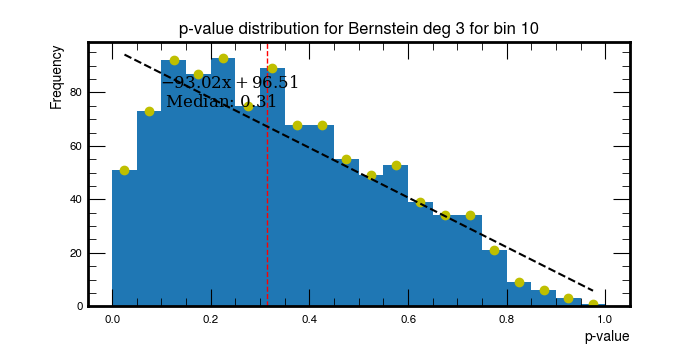 p-value distribution for Bernstein deg 3 for bin 10
Frequency
80
60
40
20
0
−93.02x + 96.51
Median: 0.31
0.0 0.2 0.4 0.6 0.8 1.0
p-value